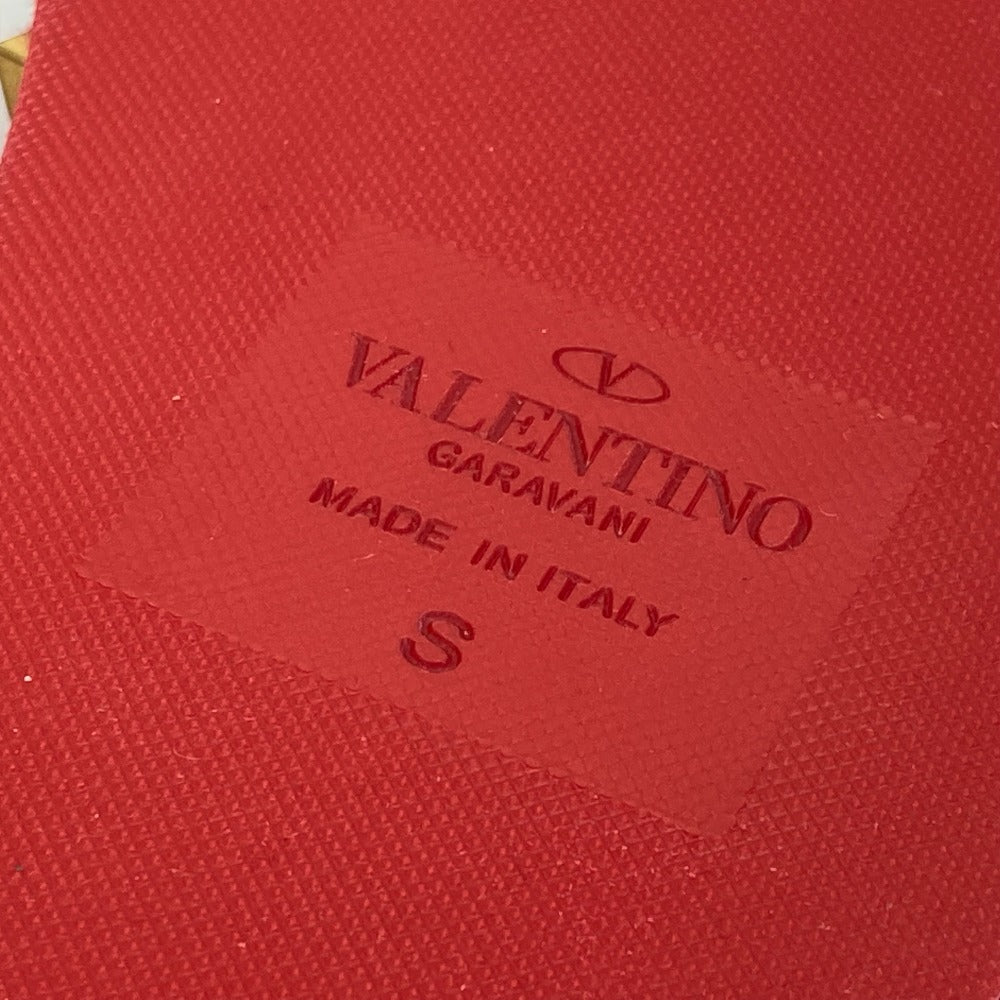 V
VALENTINO
GARAVANI
MADE IN ITALY
S